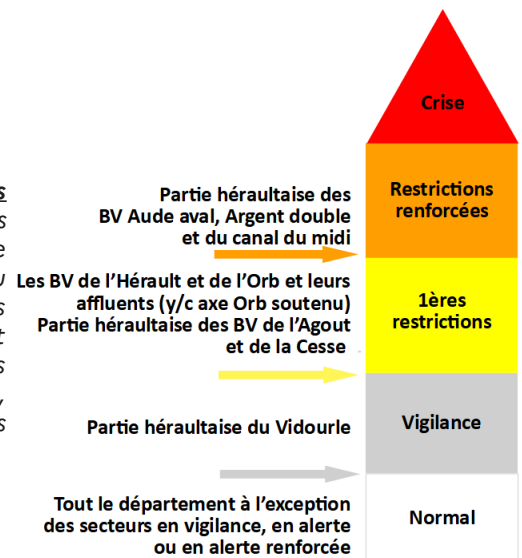 Crise
s
s
e
u
s
t
s
,
s
Partie héraultaise des
BV Aude aval, Argent double
et du canal du midi
Restrictions
renforcées
Les BV de l'Hérault et de l'Orb et leurs
affluents (y/c axe Orb soutenu)
Partie héraultaise des BV de l'Agout
et de la Cesse
1ères
restrictions
Partie héraultaise du Vidourle
Vigilance
Tout le département à l'exception
des secteurs en vigilance, en alerte
ou en alerte renforcée
Normal